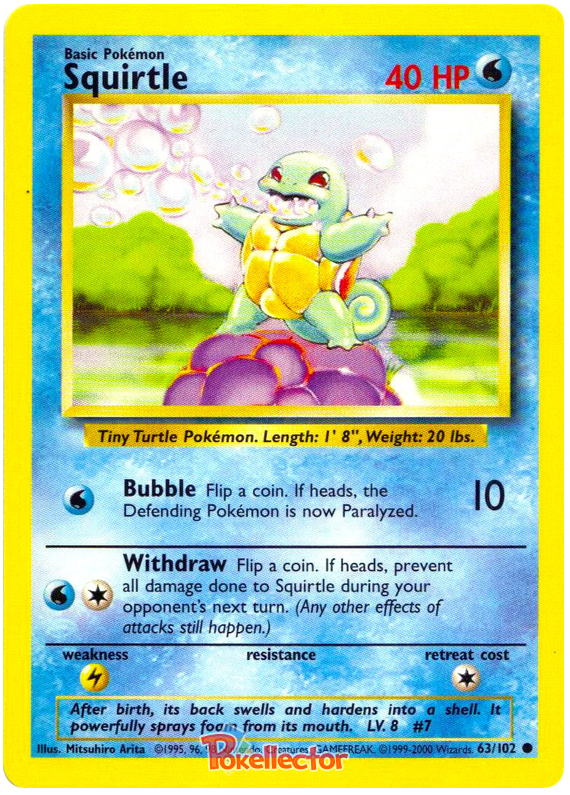 Basic Pokémon
Squirtle
40 HP
Tiny Turtle Pokémon. Length: 1' 8", Weight: 20 lbs.
Bubble Flip a coin. If heads, the
Defending Pokémon is now Paralyzed.
10
Withdraw Flip a coin. If heads, prevent
all damage done to Squirtle during your
opponent's next turn. (Any other effects of
attacks still happen.)
weakness resistance retreat cost
After birth, its back swells and hardens into a shell. It
powerfully sprays foam from its mouth. LV. 8 #7
Illus. Mitsuhiro Arita ©1995, 96, 98 Nintendo, Creatures, GAMEFREAK. ©1999-2000 Wizards. 63/102
Pokellector